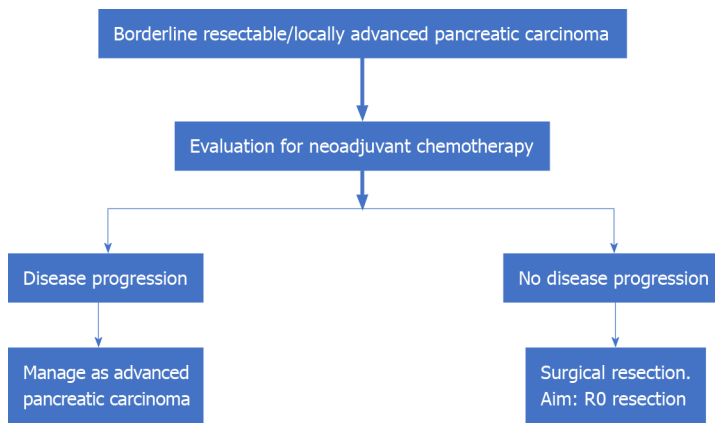 Borderline resectable/locally advanced pancreatic carcinoma
Evaluation for neoadjuvant chemotherapy
Disease progression
No disease progression
Manage as advanced
pancreatic carcinoma
Surgical resection.
Aim: R0 resection